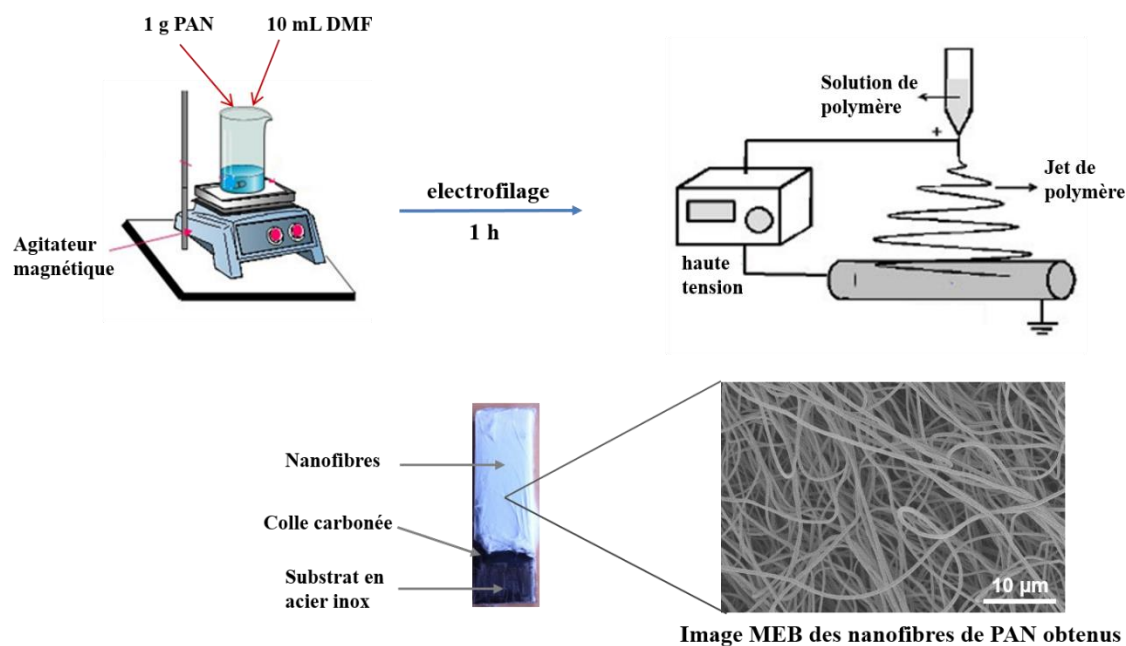 1 g PAN
10 mL DMF
Agitateur
magnétique
electrofilage
1 h
Solution de
polymère
+
Jet de
polymère
haute
tension
Nanofibres
Colle carbonée
Substrat en
acier inox
10 µm
Image MEB des nanofibres de PAN obtenus